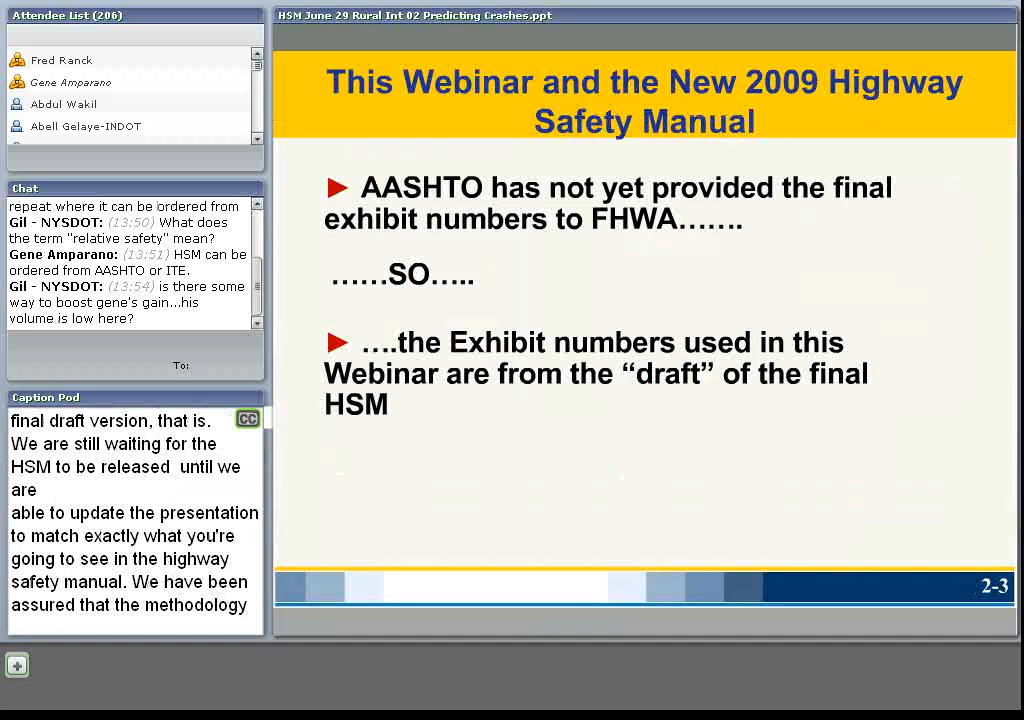 Attendee List (206)
Fred Ranck
Gene Amparano
Abdul Wakil
Abell Gelaye-INDOT
Chat
repeat where it can be ordered from
Gil - NYSDOT: (13:50) What does
the term "relative safety" mean?
Gene Amparano: (13:51) HSM can be
ordered from AASHTO or ITE.
Gil - NYSDOT: (13:54) is there some
way to boost gene's gain...his
volume is low here?
To:
Caption Pod
final draft version, that is.
CC
We are still waiting for the
HSM to be released until we
are
able to update the presentation
to match exactly what you're
going to see in the highway
safety manual. We have been
assured that the methodology
HSM June 29 Rural Int 02 Predicting Crashes.ppt
This Webinar and the New 2009 Highway
Safety Manual
► AASHTO has not yet provided the final
exhibit numbers to FHWA…….
……SO…..
► ….the Exhibit numbers used in this
Webinar are from the “draft” of the final
HSM
2-3